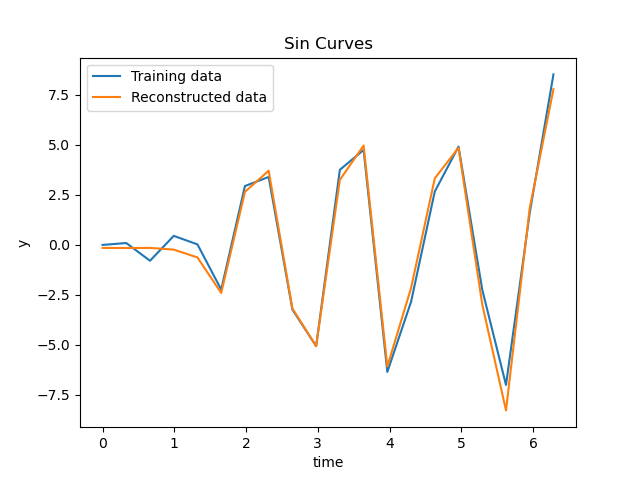 Sin Curves
Training data
Reconstructed data
7.5
5.0
2.5
0.0
−2.5
−5.0
−7.5
y
0 1 2 3 4 5 6
time